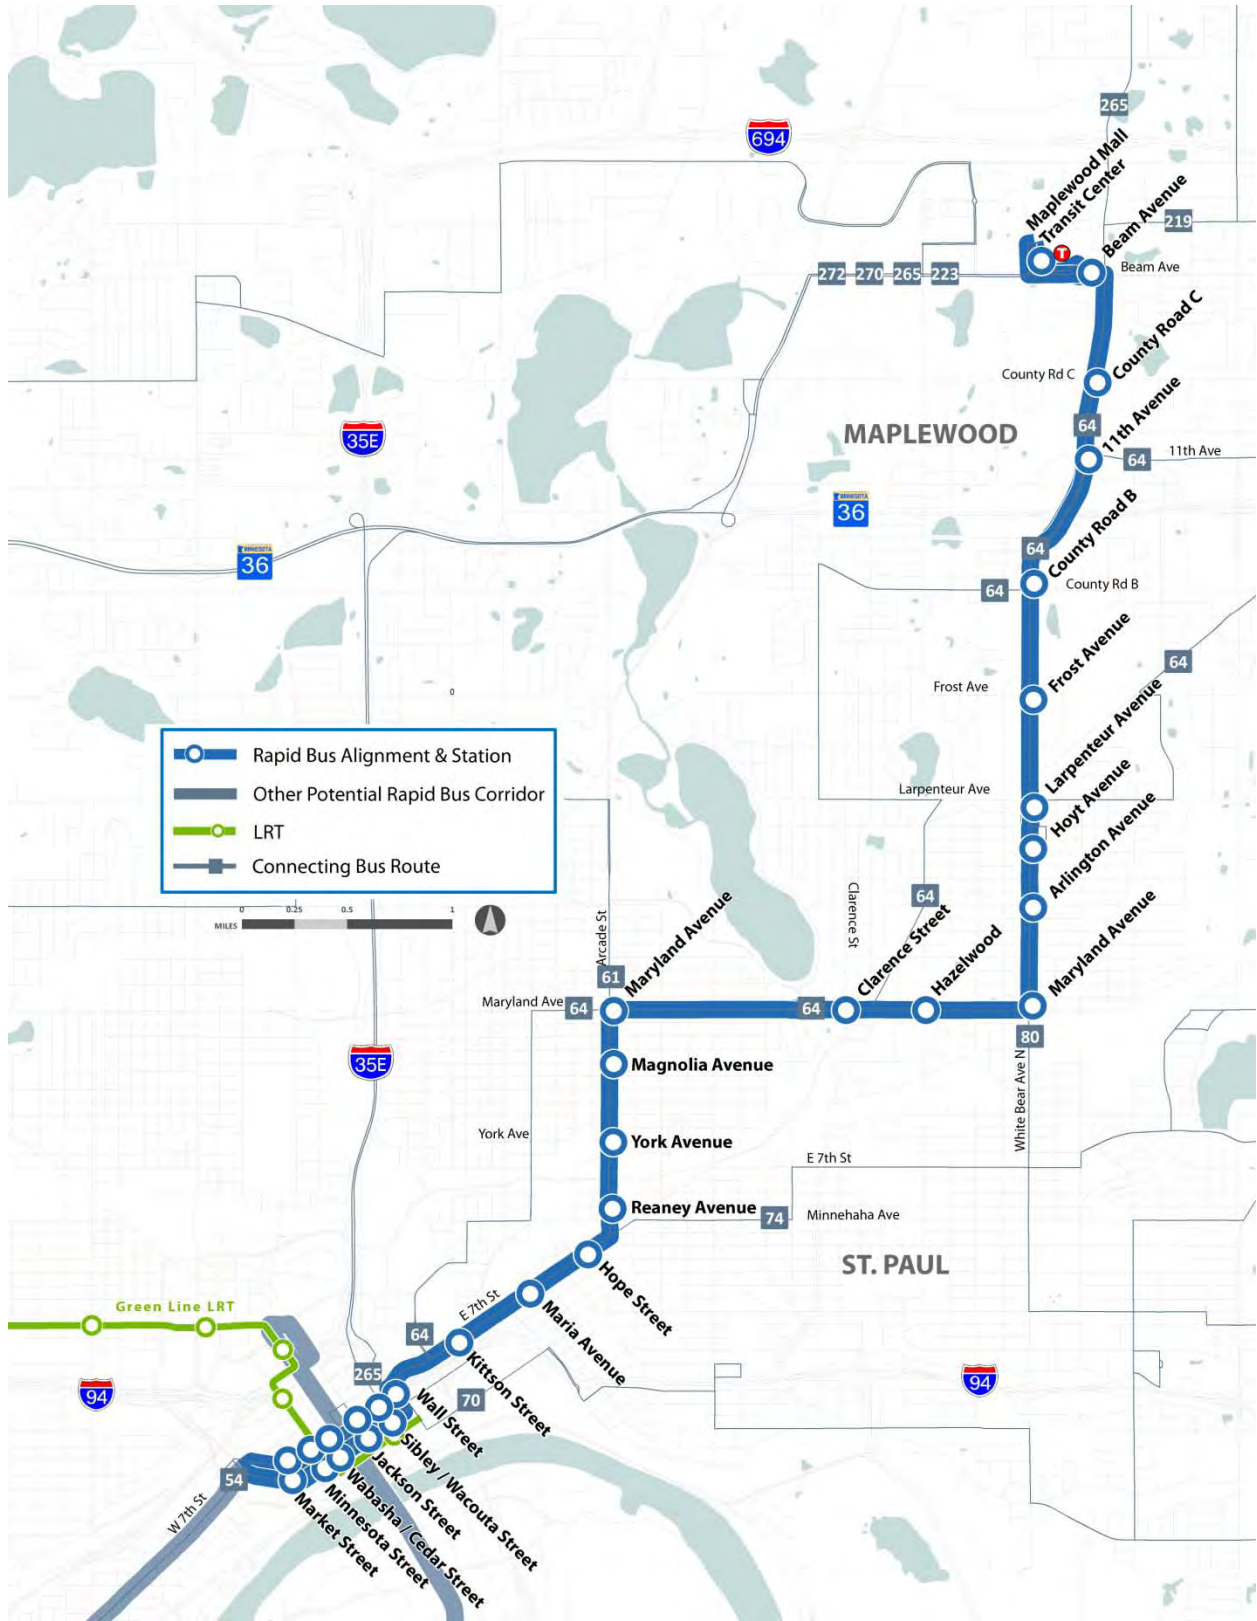 265
694
Maplewood Mall
Transit Center
Beam Avenue
219
272
270
265
223
Beam Ave
County Road C
County Rd C
35E
MAPLEWOOD
64
11th Avenue
64
11th Ave
MINNESOTA
36
MINNESOTA
36
64
County Road B
64
County Rd B
Frost Avenue
64
Frost Ave
0
Larpenteur Avenue
Rapid Bus Alignment & Station
Other Potential Rapid Bus Corridor
LRT
Connecting Bus Route
Larpenteur Ave
Hoyt Avenue
Arlington Avenue
0
0.25
0.5
1
MILES
Arcade St
Maryland Avenue
Clarence St
64
Clarence Street
Hazelwood
Maryland Avenue
61
Maryland Ave
64
64
80
35E
Magnolia Avenue
White Bear Ave N
York Ave
York Avenue
E 7th St
Reaney Avenue
74
Minnehaha Ave
ST. PAUL
Hope Street
Green Line LRT
E 7th St
Maria Avenue
64
Kittson Street
265
94
70
94
Wall Street
Sibley / Wacouta Street
Jackson Street
Wabasha / Cedar Street
Minnesota Street
Market Street
54
W 7th St
T